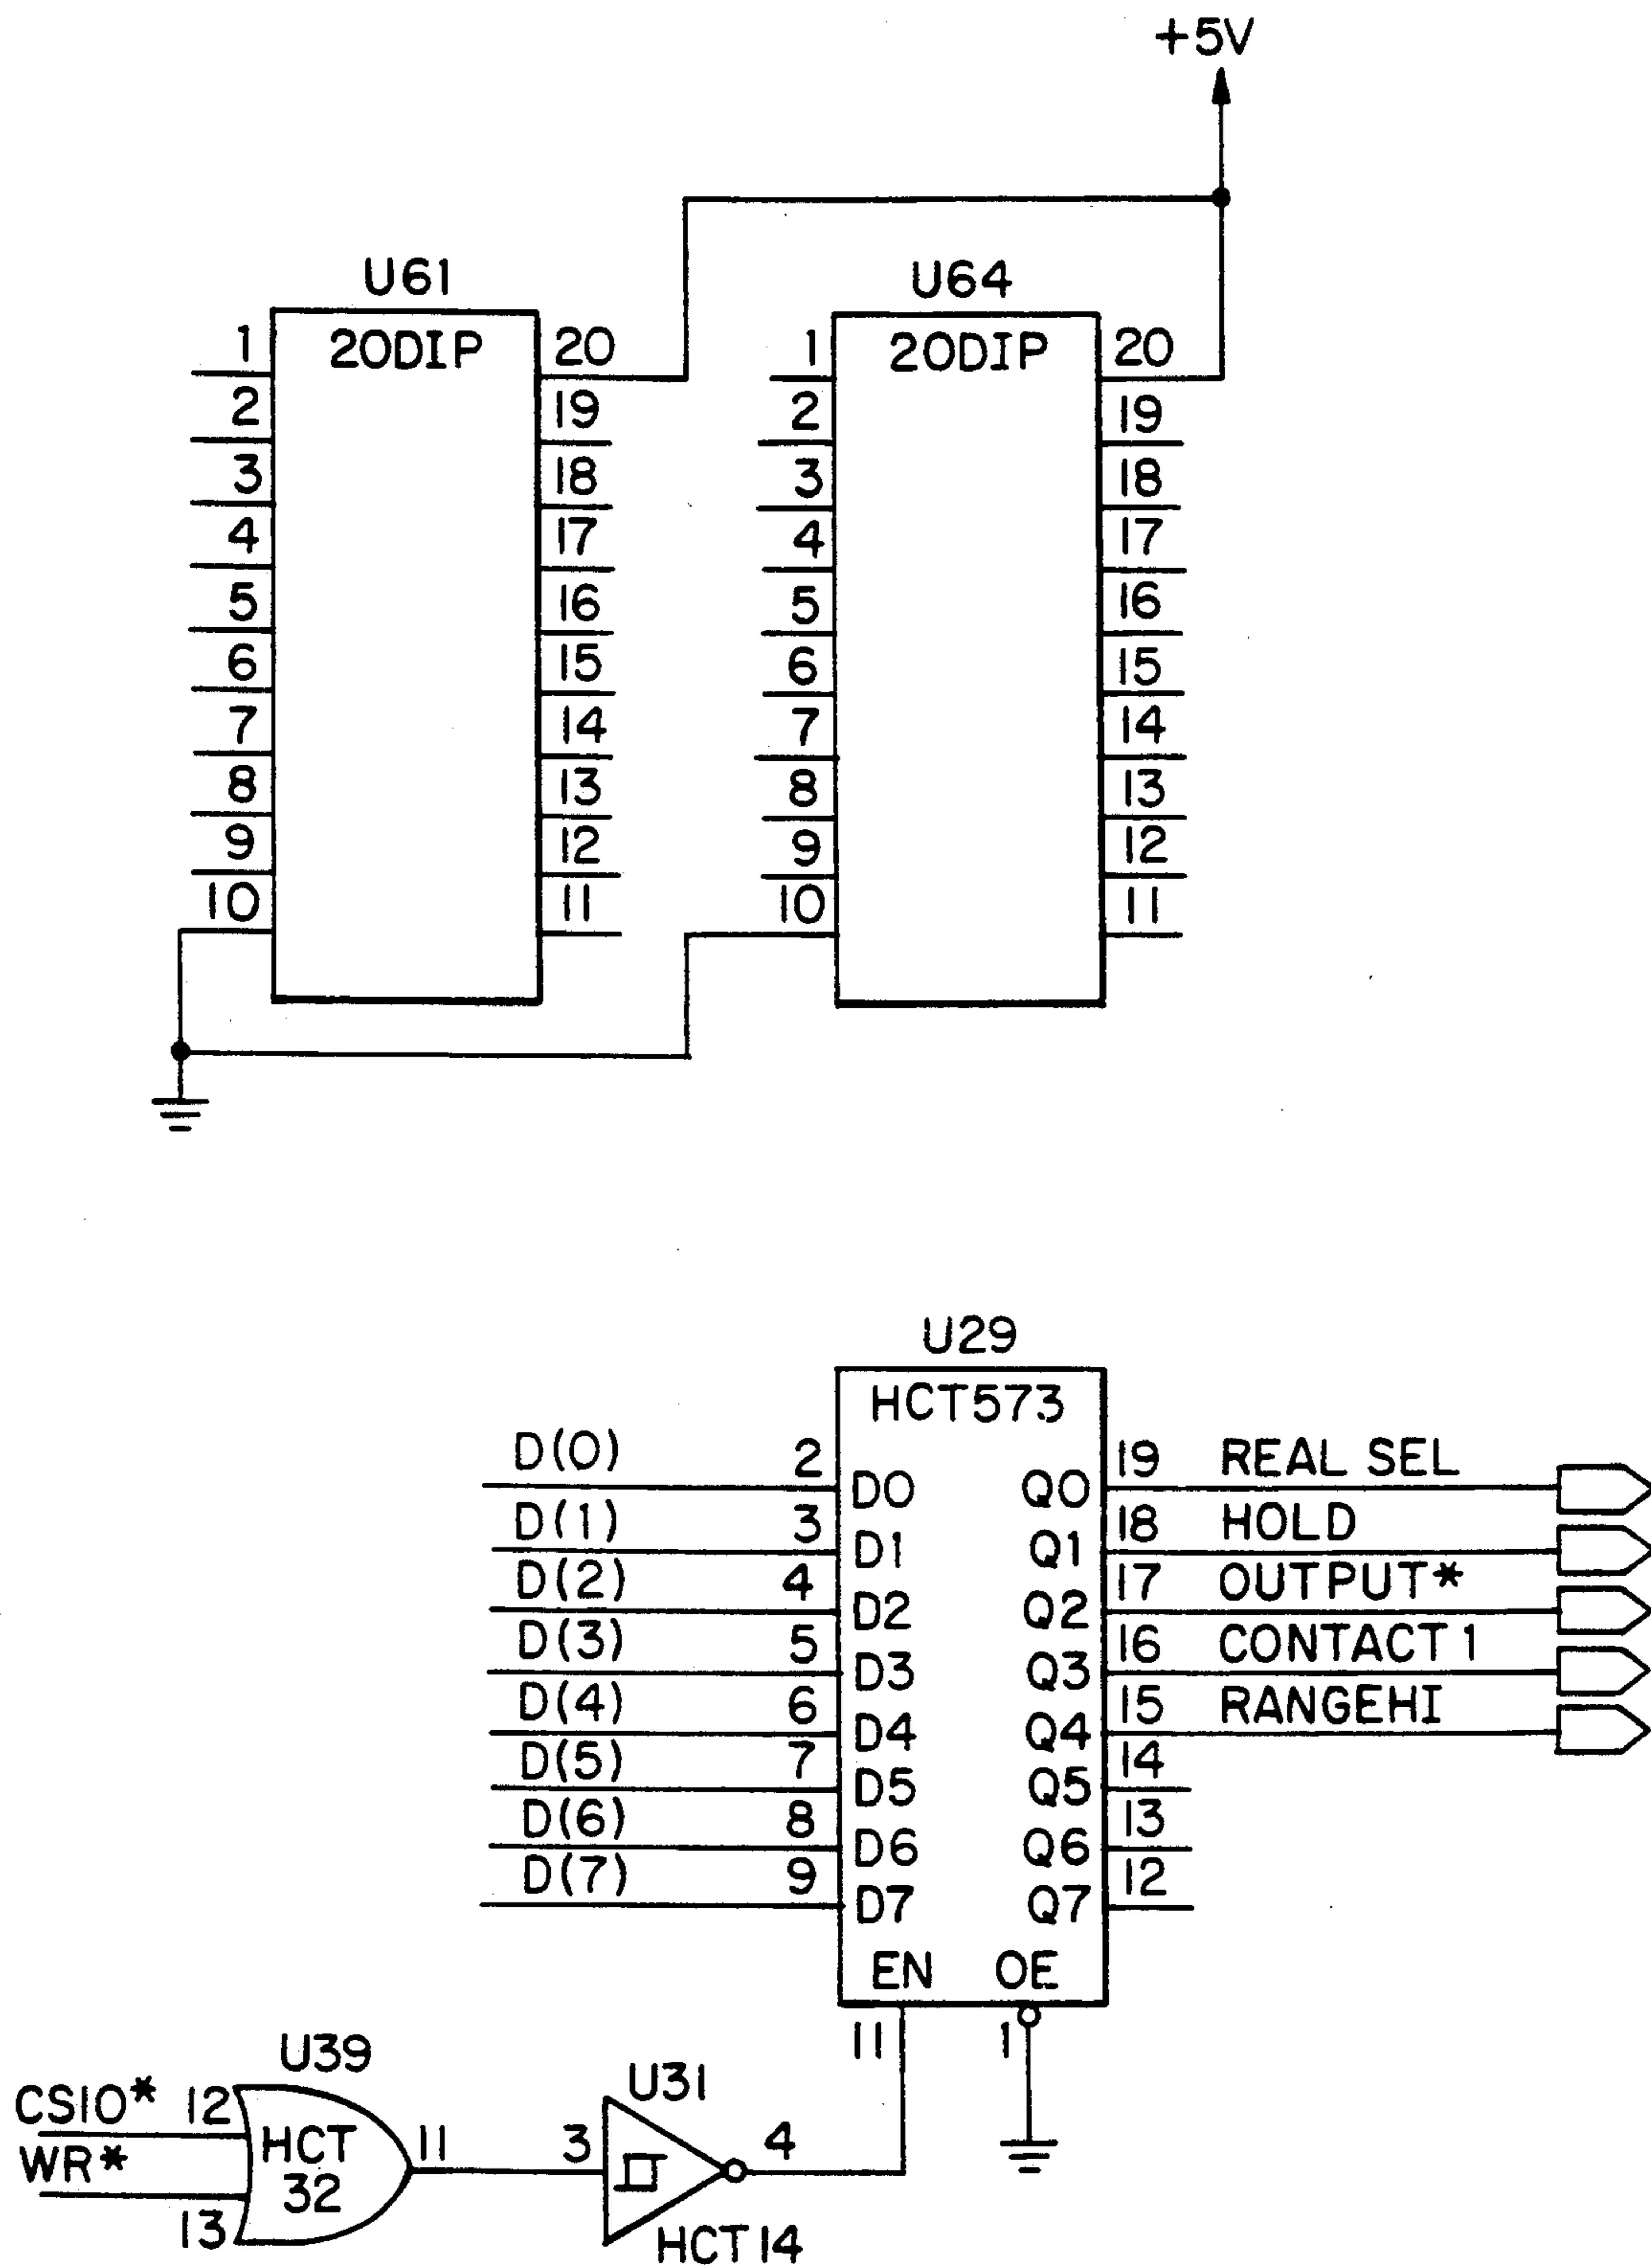 +5V
U61
U64
20DIP
20DIP
1 20
2 19
3 18
4 17
5 16
6 15
7 14
8 13
9 12
10 11
1 20
2 19
3 18
4 17
5 16
6 15
7 14
8 13
9 12
10 11
U29
HCT573
D(0) 2 D0 Q0 19 REAL SEL
D(1) 3 D1 Q1 18 HOLD
D(2) 4 D2 Q2 17 OUTPUT*
D(3) 5 D3 Q3 16 CONTACT 1
D(4) 6 D4 Q4 15 RANGEHI
D(5) 7 D5 Q5 14
D(6) 8 D6 Q6 13
D(7) 9 D7 Q7 12
EN OE
11 1
U39
U31
CS10* 12
HCT 11 3 4
WR*
32
13
HCT14